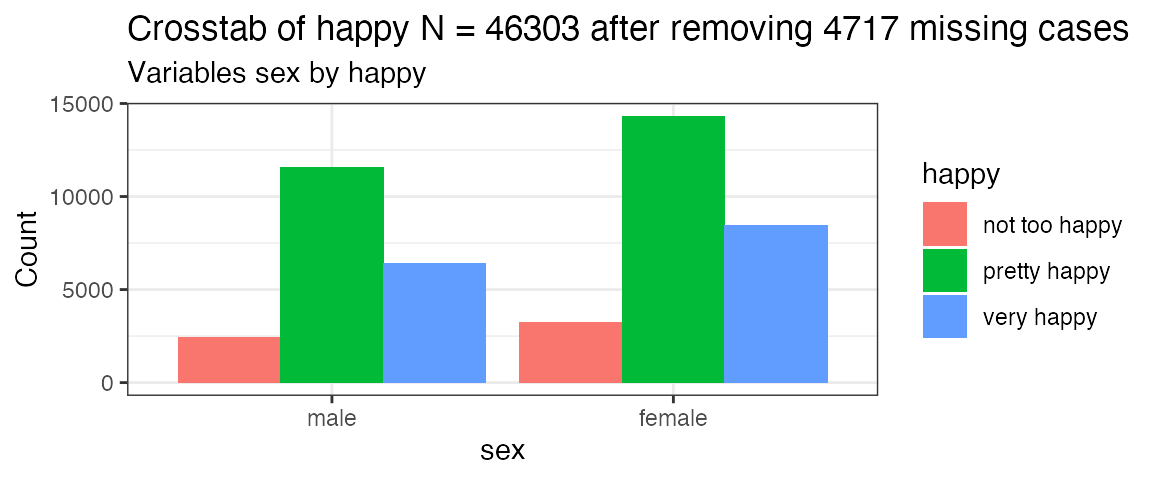 Crosstab of happy N = 46303 after removing 4717 missing cases
Variables sex by happy
15000
10000
5000
0
Count
male
female
sex
happy
not too happy
pretty happy
very happy